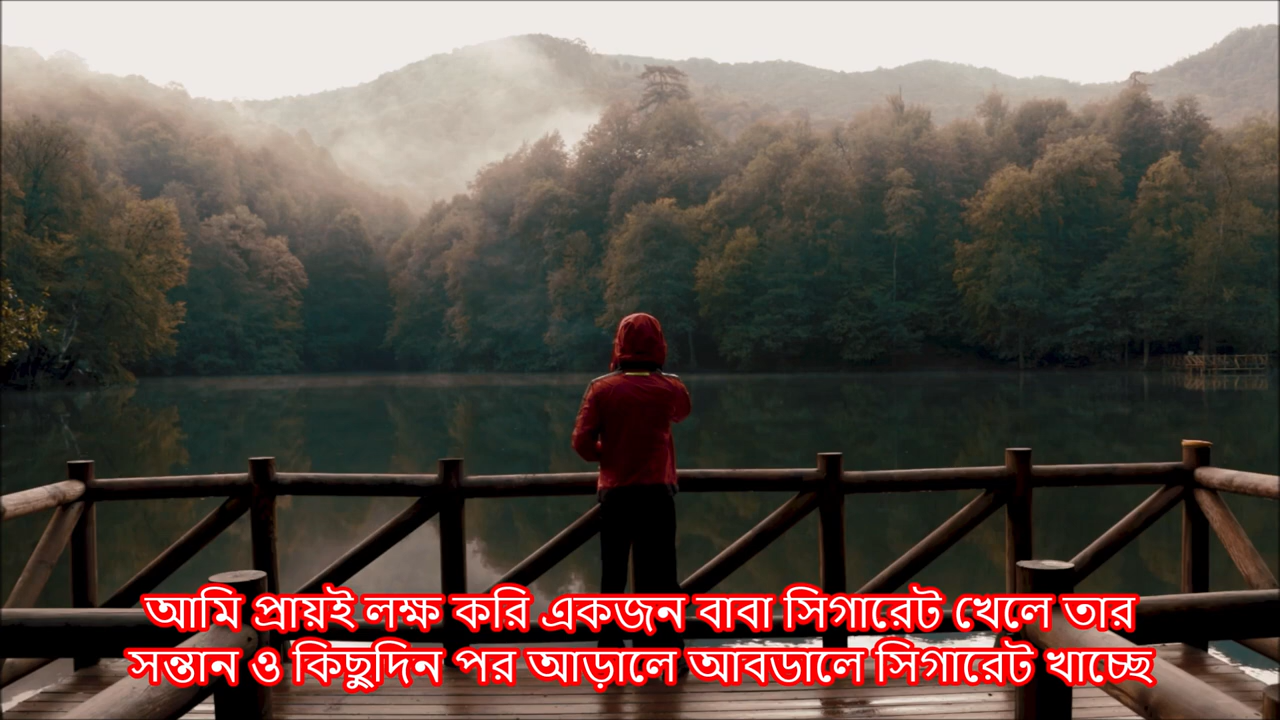 আমি প্রায়ই লক্ষ করি একজন বাবা সিগারেট খেলে তার
সন্তান ও কিছুদিন পর আড়ালে আবডালে সিগারেট খাচ্ছে